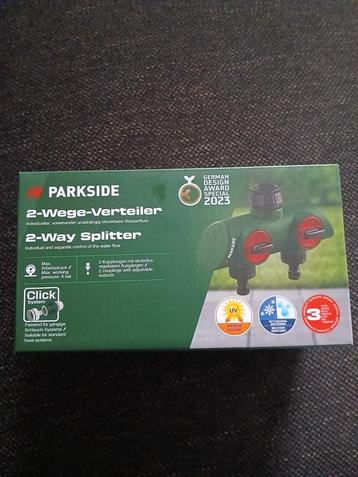 PARKSIDE
GERMAN
DESIGN
AWARD
SPECIAL
2023
2-Wege-Verteiler
Individueller, voneinander unabhängig steuerbarer Wasserfluss
2-Way Splitter
Individual and separate control of the water flow
PARKSIDE
Max.
Arbeitsdruck /
Max. working
pressure: 4 bar
2 Kupplungen mit stufenlos
regelbaren Ausgängen /
2 couplings with adjustable
outputs
Click
System
Passend für gängige
Schlauch-Systeme /
Suitable for standard
hose systems
UV
3